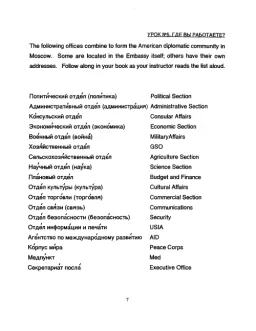 УРОК №5, ГДЕ ВЫ РАБОТАЕТЕ?
The following offices combine to form the American diplomatic community in
Moscow. Some are located in the Embassy itself; others have their own
addresses. Follow along in your book as your instructor reads the list aloud.
Полити́ческий отде́л (поли́тика) Political Section
Администрати́вный отде́л (администра́ция) Administrative Section
Ко́нсульский отде́л Consular Affairs
Экономи́ческий отде́л (эконо́мика) Economic Section
Вое́нный отде́л (война́) Military Affairs
Хозя́йственный отде́л GSO
Сельскохозя́йственный отде́л Agriculture Section
Нау́чный отде́л (нау́ка) Science Section
Пла́новый отде́л Budget and Finance
Отде́л культу́ры (культу́ра) Cultural Affairs
Отде́л торго́вли (торго́вля) Commercial Section
Отде́л свя́зи (связь) Communications
Отде́л безопа́сности (безопа́сность) Security
Отде́л информа́ции и печа́ти USIA
Аге́нтство по междунаро́дному разви́тию AID
Ко́рпус ми́ра Peace Corps
Медпу́нкт Med
Секретариа́т посла́ Executive Office
7